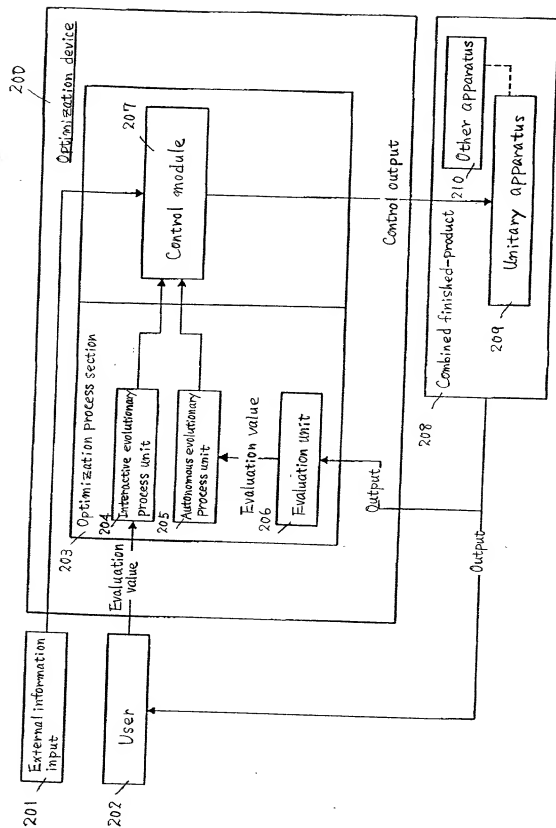 200
Optimization device
201
External information
input
202
User
Evaluation
value
203
Optimization process section
204
Interactive evolutionary
process unit
205
Autonomous evolutionary
process unit
Evaluation value
206
Evaluation unit
207
Control module
Output
Control output
Output
208
Combined finished-product
210
Other apparatus
209
Unitary apparatus